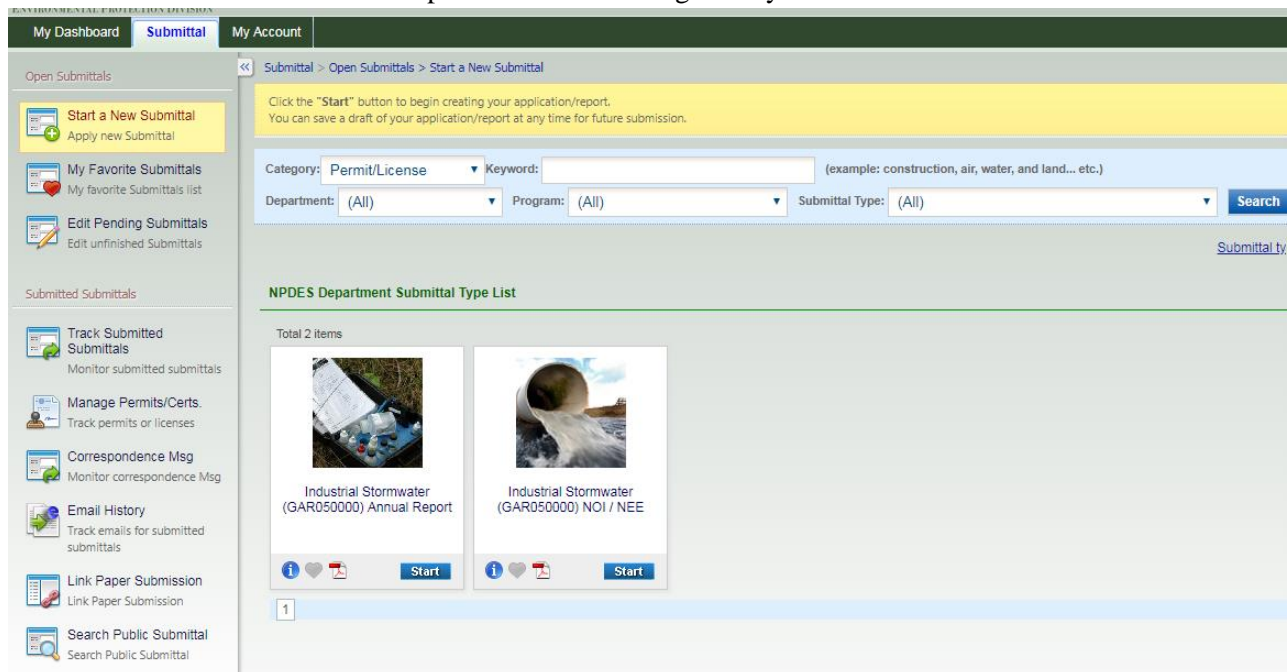 ENVIRONMENTAL PROTECTION DIVISION
My Dashboard Submittal My Account
Open Submittals
Start a New Submittal
Apply new Submittal
My Favorite Submittals
My favorite Submittals list
Edit Pending Submittals
Edit unfinished Submittals
Submitted Submittals
Track Submitted
Submittals
Monitor submitted submittals
Manage Permits/Certs.
Track permits or licenses
Correspondence Msg
Monitor correspondence Msg
Email History
Track emails for submitted
submittals
Link Paper Submission
Link Paper Submission
Search Public Submittal
Search Public Submittal
Submittal > Open Submittals > Start a New Submittal
Click the "Start" button to begin creating your application/report.
You can save a draft of your application/report at any time for future submission.
Category: Permit/License Keyword: (example: construction, air, water, and land... etc.)
Department: (All) Program: (All) Submittal Type: (All) Search
Submittal ty
NPDES Department Submittal Type List
Total 2 items
Industrial Stormwater
(GAR050000) Annual Report
Start
Industrial Stormwater
(GAR050000) NOI / NEE
Start
1